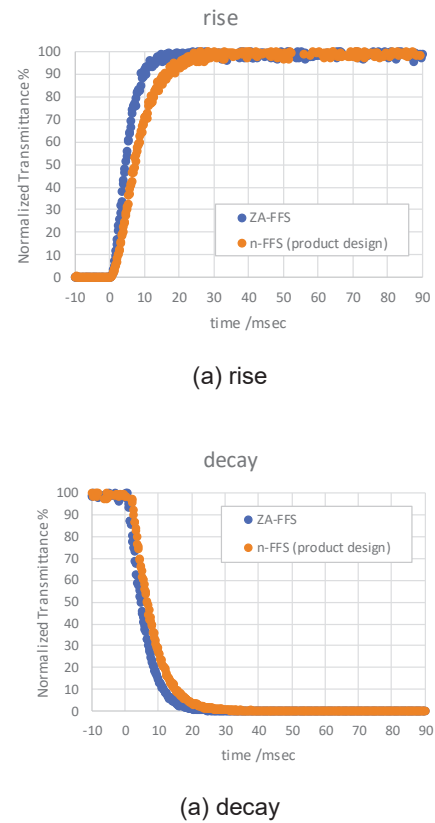 rise
Normalized Transmittance %
100
90
80
70
60
50
40
30
20
10
0
ZA-FFS
n-FFS (product design)
-10 0 10 20 30 40 50 60 70 80 90
time /msec
(a) rise
decay
Normalized Transmittance %
100
90
80
70
60
50
40
30
20
10
0
ZA-FFS
n-FFS (product design)
-10 0 10 20 30 40 50 60 70 80 90
time /msec
(a) decay